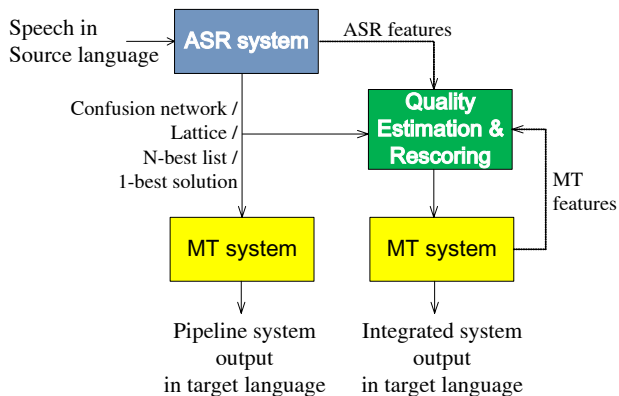 Speech in
Source language
ASR system
ASR features
Confusion network /
Lattice /
N-best list /
1-best solution
Quality
Estimation &
Rescoring
MT
features
MT system
MT system
Pipeline system
output
in target language
Integrated system
output
in target language